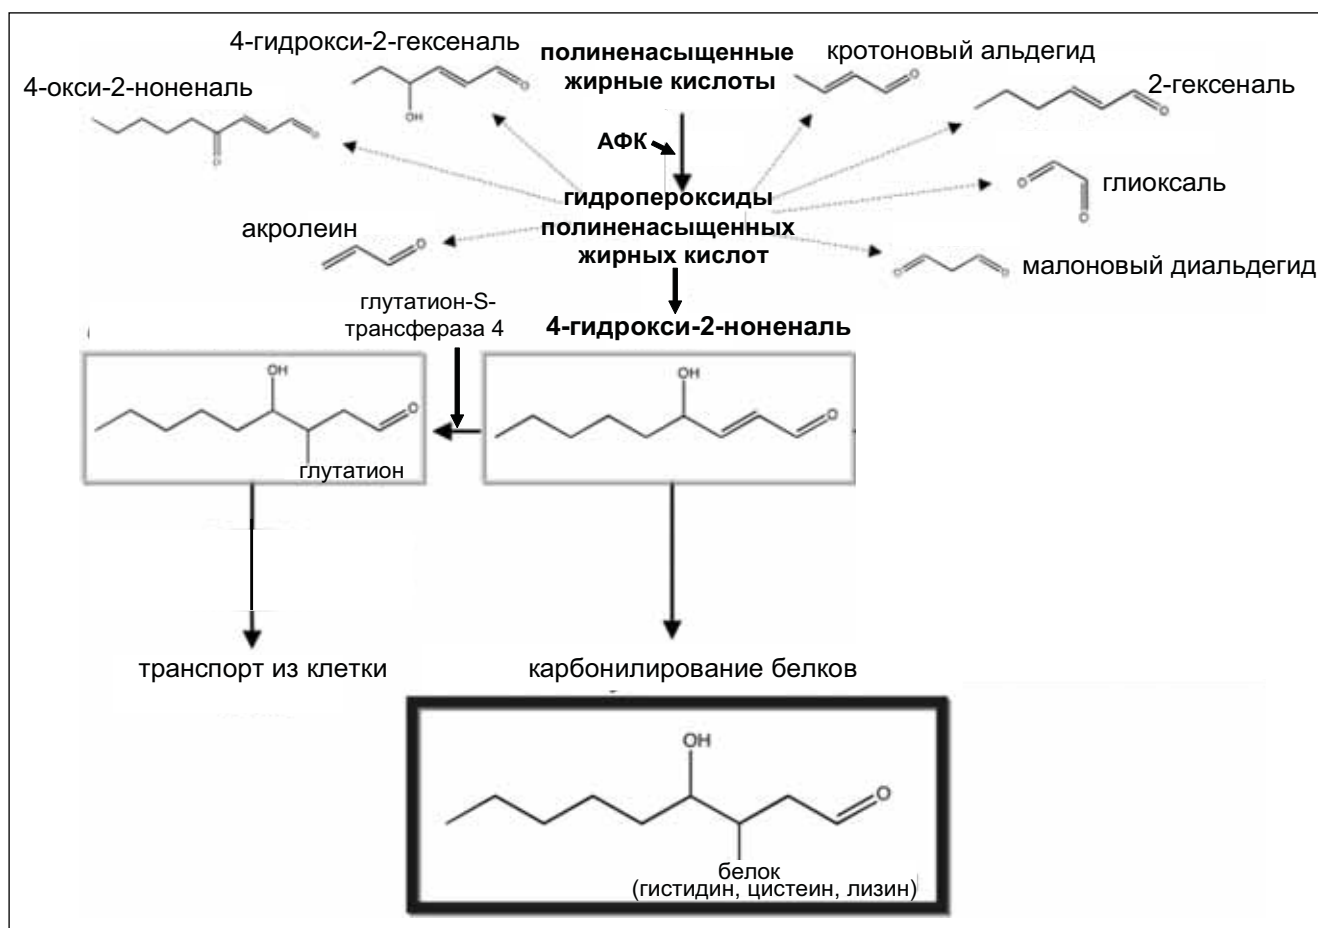 4-гидрокси-2-гексеналь
полиненасыщенные
жирные кислоты
кротоновый альдегид
4-окси-2-ноненаль
2-гексеналь
OH
O
O
O
O
O
АФК
гидропероксиды
полиненасыщенных
жирных кислот
глиоксаль
O
O
акролеин
O
малоновый диальдегид
O
O
глутатион-S-
трансфераза 4
4-гидрокси-2-ноненаль
OH
O
глутатион
OH
O
транспорт из клетки
карбонилирование белков
OH
O
белок
(гистидин, цистеин, лизин)